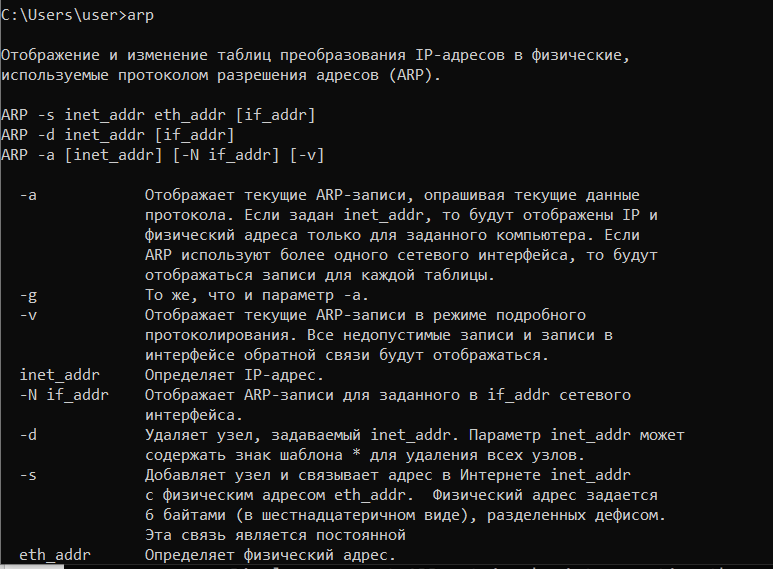 C:\Users\user>arp
Отображение и изменение таблиц преобразования IP-адресов в физические,
используемые протоколом разрешения адресов (ARP).
ARP -s inet_addr eth_addr [if_addr]
ARP -d inet_addr [if_addr]
ARP -a [inet_addr] [-N if_addr] [-v]
-a Отображает текущие ARP-записи, опрашивая текущие данные
протокола. Если задан inet_addr, то будут отображены IP и
физический адреса только для заданного компьютера. Если
ARP используют более одного сетевого интерфейса, то будут
отображаться записи для каждой таблицы.
-g То же, что и параметр -a.
-v Отображает текущие ARP-записи в режиме подробного
протоколирования. Все недопустимые записи и записи в
интерфейсе обратной связи будут отображаться.
inet_addr Определяет IP-адрес.
-N if_addr Отображает ARP-записи для заданного в if_addr сетевого
интерфейса.
-d Удаляет узел, задаваемый inet_addr. Параметр inet_addr может
содержать знак шаблона * для удаления всех узлов.
-s Добавляет узел и связывает адрес в Интернете inet_addr
с физическим адресом eth_addr. Физический адрес задается
6 байтами (в шестнадцатеричном виде), разделенных дефисом.
Эта связь является постоянной
eth_addr Определяет физический адрес.